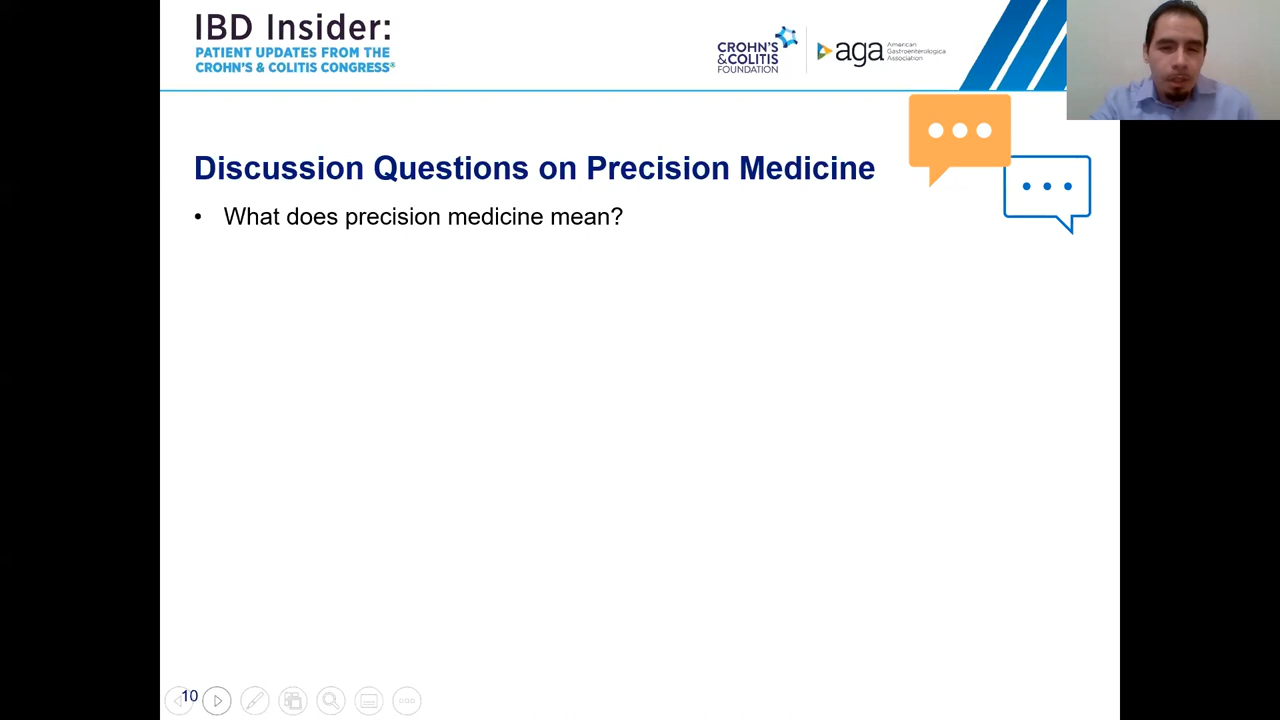 IBD Insider:
PATIENT UPDATES FROM THE
CROHN'S & COLITIS CONGRESS®
CROHN'S
& COLITIS
FOUNDATION
aga
American
Gastroenterological
Association
Discussion Questions on Precision Medicine
• What does precision medicine mean?
10